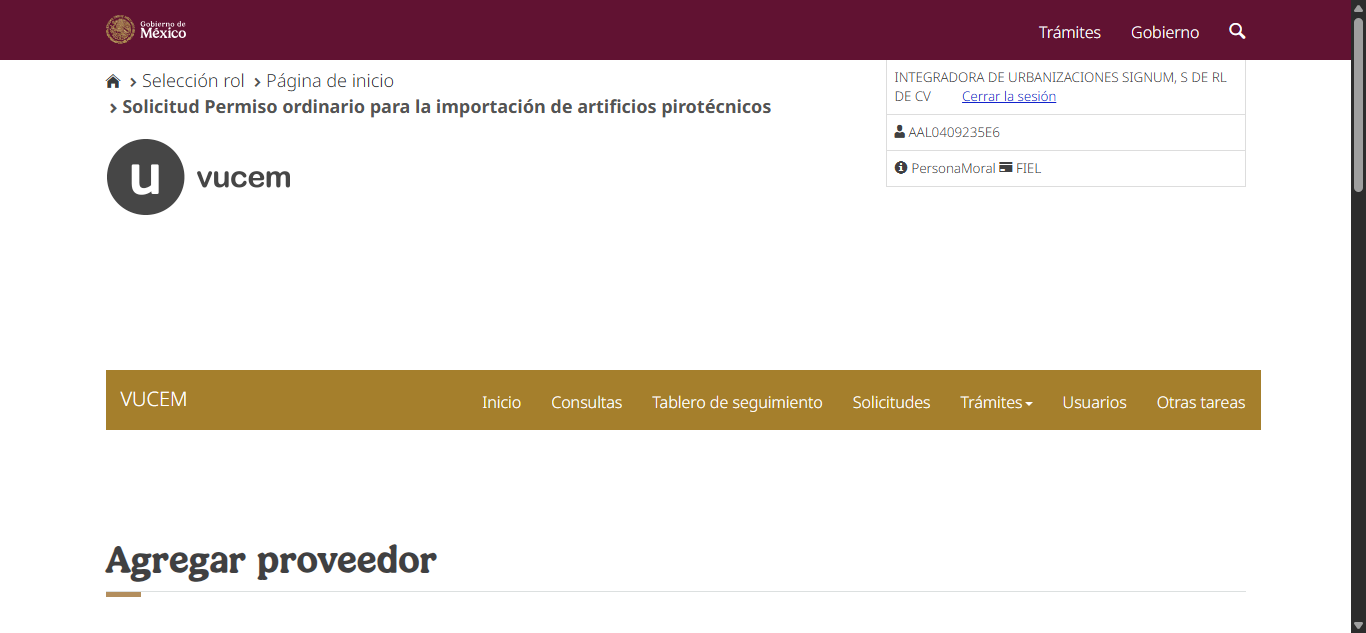 Gobierno de
México
Trámites
Gobierno
Selección rol
Página de inicio
Solicitud Permiso ordinario para la importación de artificios pirotécnicos
INTEGRADORA DE URBANIZACIONES SIGNUM, S DE RL
DE CV Cerrar la sesión
AAL0409235E6
PersonaMoral FIEL
u vucem
VUCEM
Inicio
Consultas
Tablero de seguimiento
Solicitudes
Trámites
Usuarios
Otras tareas
Agregar proveedor